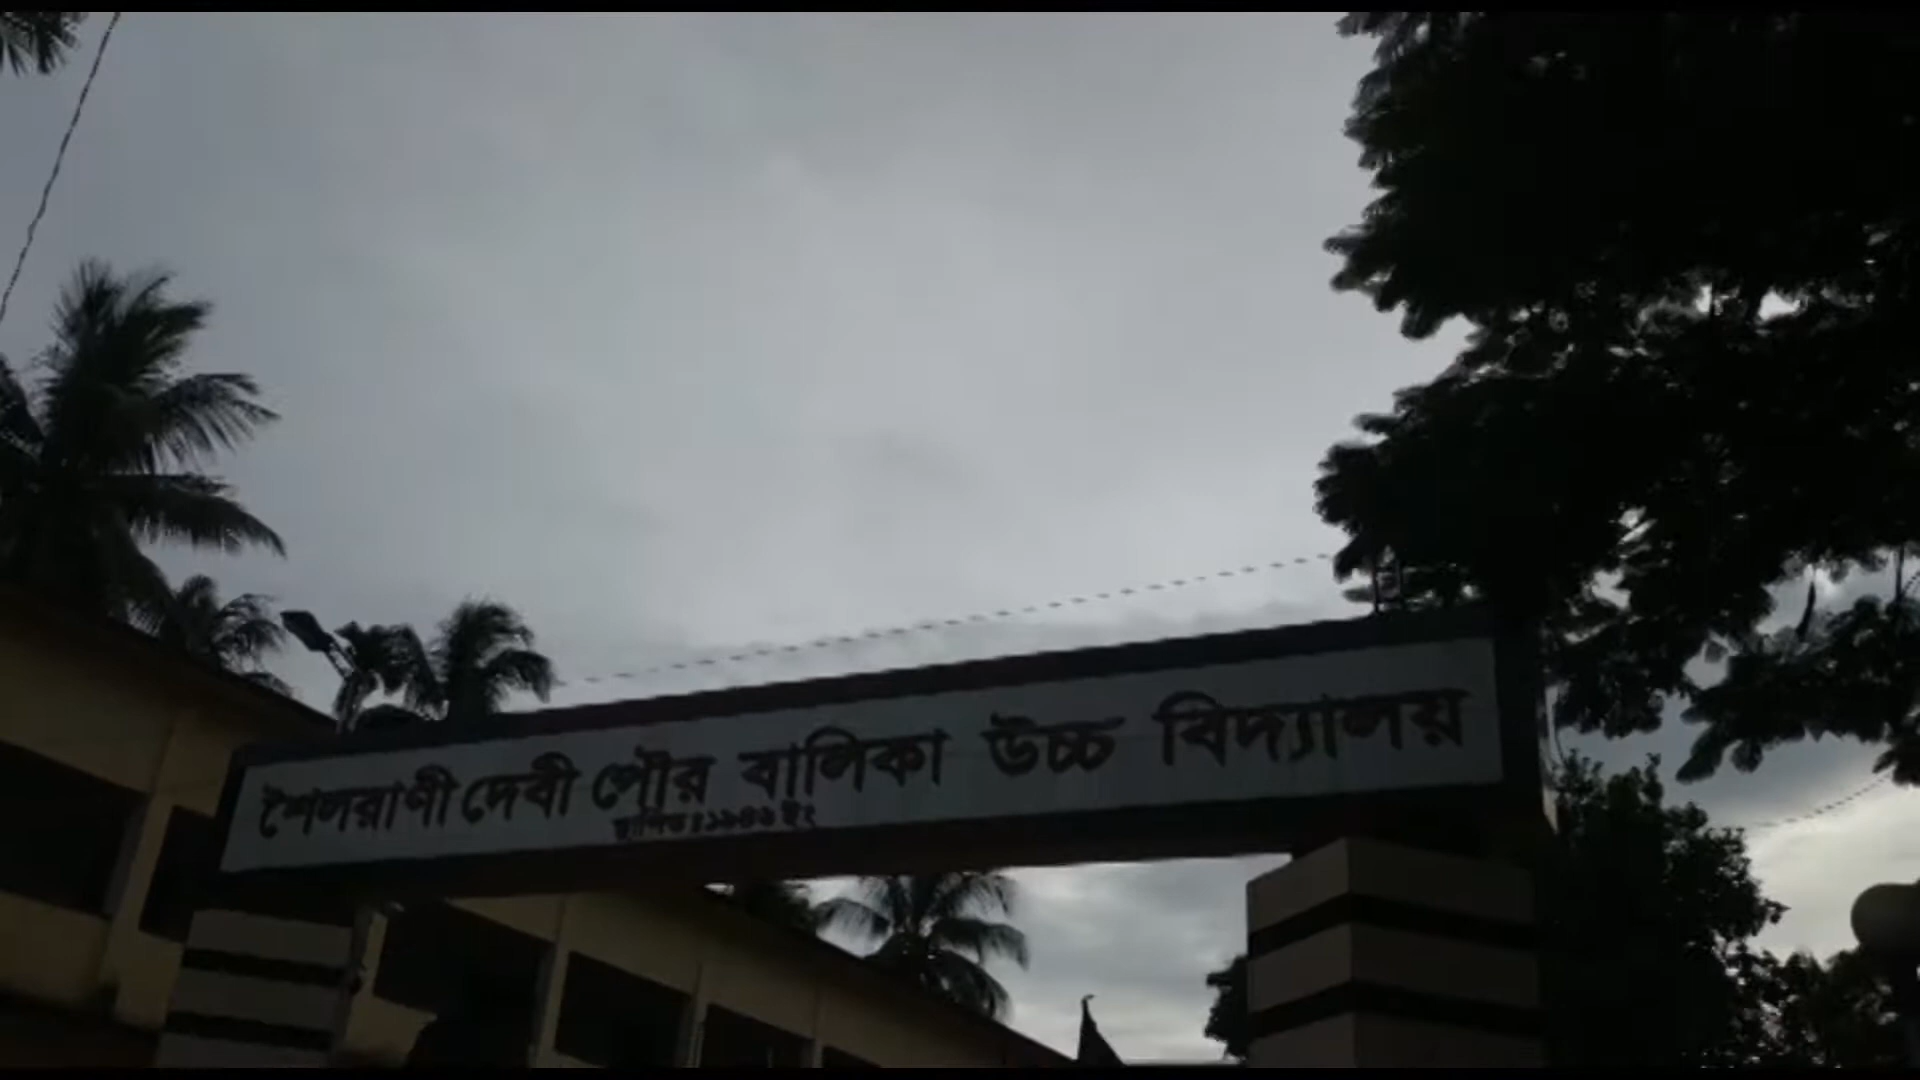 শৈলরাণী দেবী পৌর বালিকা উচ্চ বিদ্যালয়
স্থাপিত ঃ ইং